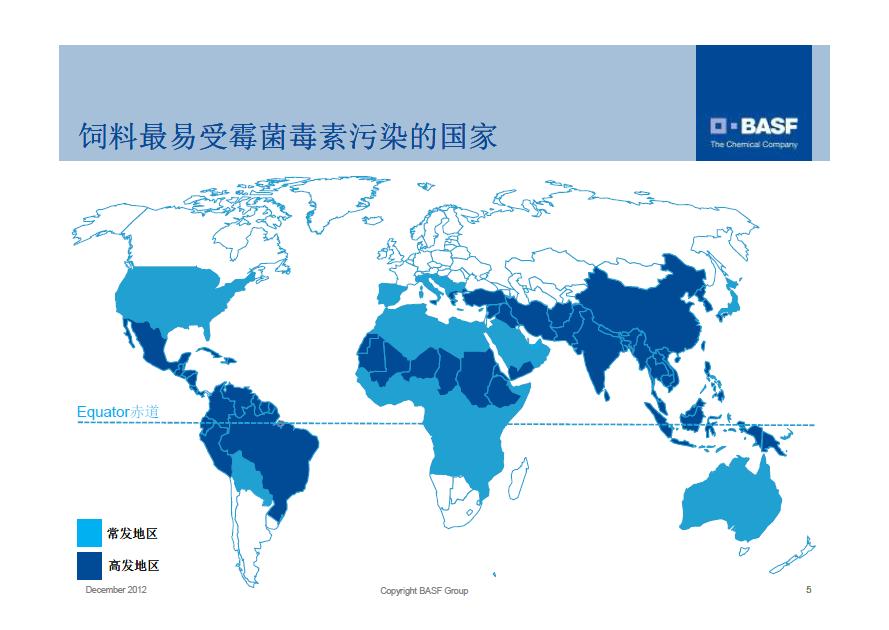 饲料最易受霉菌毒素污染的国家
BASF
The Chemical Company
Equator赤道
常发地区
高发地区
December 2012
Copyright BASF Group
5